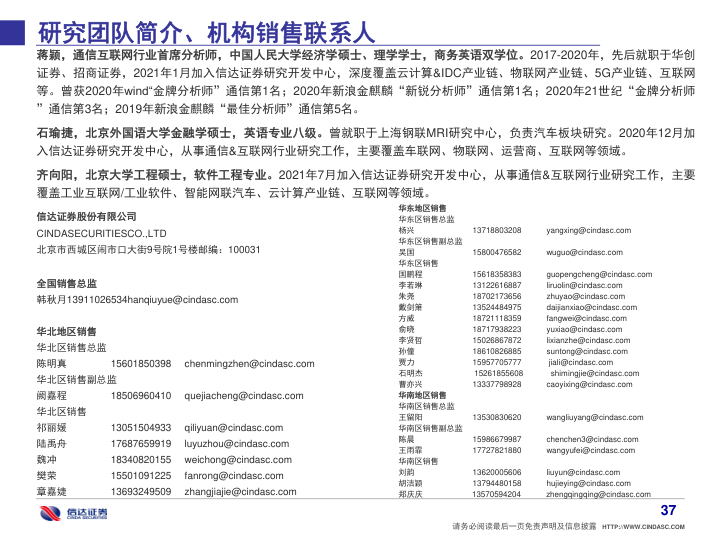 研究团队简介、机构销售联系人
蒋颖，通信互联网行业首席分析师，中国人民大学经济学硕士、理学学士，商务英语双学位。2017-2020年，先后就职于华创
证券、招商证券，2021年1月加入信达证券研究开发中心，深度覆盖云计算&IDC产业链、物联网产业链、5G产业链、互联网
等。曾获2020年wind“金牌分析师”通信第1名；2020年新浪金麒麟“新锐分析师”通信第1名；2020年21世纪“金牌分析师
”通信第3名；2019年新浪金麒麟“最佳分析师”通信第5名。
石瑜捷，北京外国语大学金融学硕士，英语专业八级。曾就职于上海钢联MRI研究中心，负责汽车板块研究。2020年12月加
入信达证券研究开发中心，从事通信&互联网行业研究工作，主要覆盖车联网、物联网、运营商、互联网等领域。
齐向阳，北京大学工程硕士，软件工程专业。2021年7月加入信达证券研究开发中心，从事通信&互联网行业研究工作，主要
覆盖工业互联网/工业软件、智能网联汽车、云计算产业链、互联网等领域。
信达证券股份有限公司
CINDASECURITIESCO.,LTD
北京市西城区闹市口大街9号院1号楼邮编：100031
全国销售总监
韩秋月13911026534hanqiuyue@cindasc.com
华北地区销售
华北区销售总监
陈明真 15601850398 chenmingzhen@cindasc.com
华北区销售副总监
阙嘉程 18506960410 quejiacheng@cindasc.com
华北区销售
祁丽媛 13051504933 qiliyuan@cindasc.com
陆禹舟 17687659919 luyuzhou@cindasc.com
魏冲 18340820155 weichong@cindasc.com
樊荣 15501091225 fanrong@cindasc.com
章嘉婕 13693249509 zhangjiajie@cindasc.com
华东地区销售
华东区销售总监
杨兴 13718803208 yangxing@cindasc.com
华东区销售副总监
吴国 15800476582 wuguo@cindasc.com
华东区销售
国鹏程 15618358383 guopengcheng@cindasc.com
李若琳 13122616887 liruolin@cindasc.com
朱尧 18702173656 zhuyao@cindasc.com
戴剑箫 13524484975 daijianxiao@cindasc.com
方威 18721118359 fangwei@cindasc.com
俞晓 18717938223 yuxiao@cindasc.com
李贤哲 15026867872 lixianzhe@cindasc.com
孙僮 18610826885 suntong@cindasc.com
贾力 15957705777 jiali@cindasc.com
石明杰 15261855608 shimingjie@cindasc.com
曹亦兴 13337798928 caoyixing@cindasc.com
华南地区销售
华南区销售总监
王留阳 13530830620 wangliuyang@cindasc.com
华南区销售副总监
陈晨 15986679987 chenchen3@cindasc.com
王雨霏 17727821880 wangyufei@cindasc.com
华南区销售
刘韵 13620005606 liuyun@cindasc.com
胡洁颖 13794480158 hujieying@cindasc.com
郑庆庆 13570594204 zhengqingqing@cindasc.com
信达证券
CINDA SECURITIES
37
请务必阅读最后一页免责声明及信息披露 HTTP://WWW.CINDASC.COM